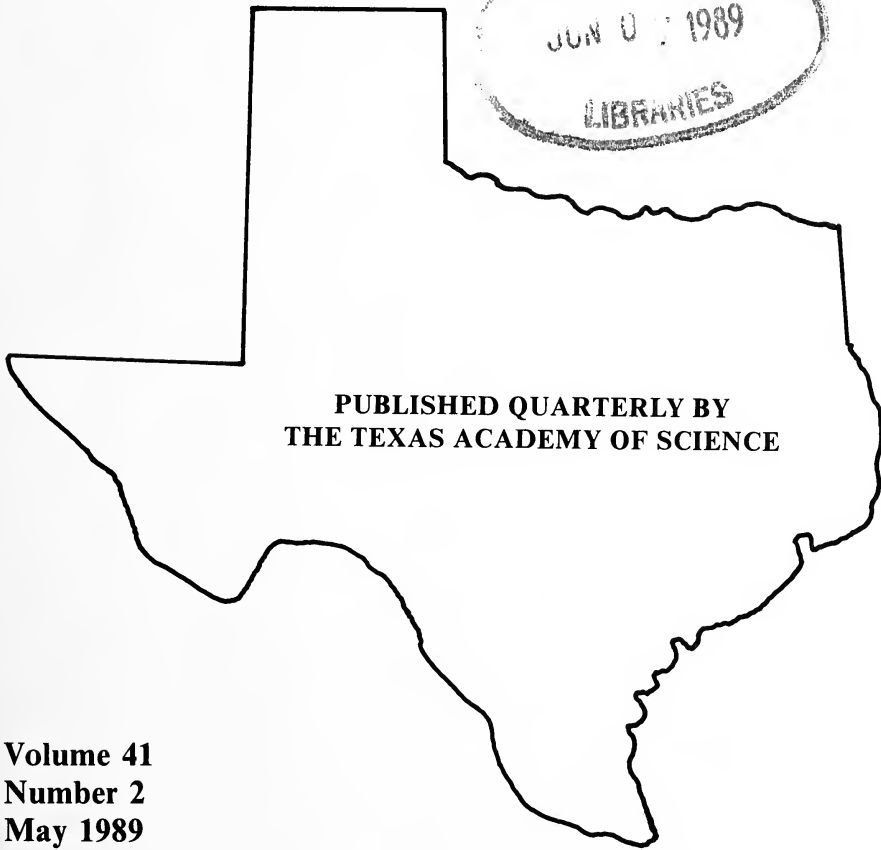 JUN 0 1989
LIBRARIES
PUBLISHED QUARTERLY BY
THE TEXAS ACADEMY OF SCIENCE
Volume 41
Number 2
May 1989